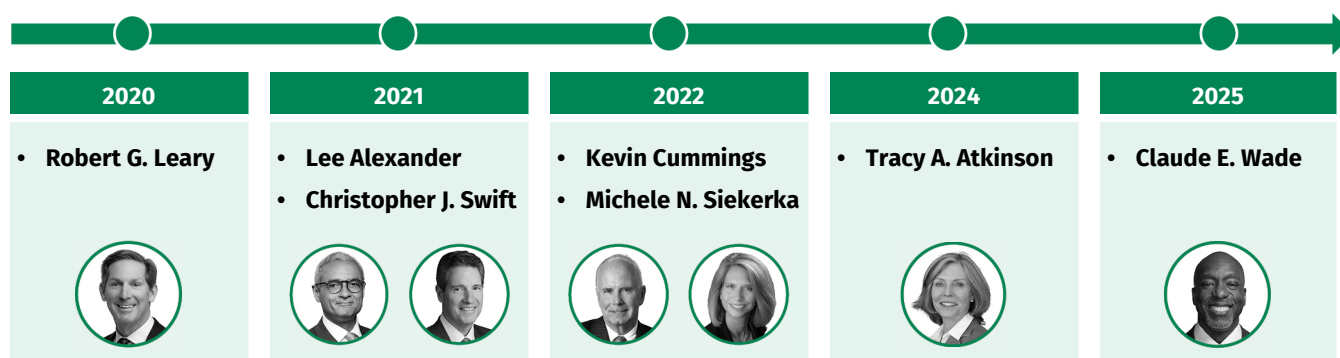 2020
2021
2022
2024
2025
• Robert G. Leary
• Lee Alexander
• Christopher J. Swift
• Kevin Cummings
• Michele N. Siekerka
• Tracy A. Atkinson
• Claude E. Wade